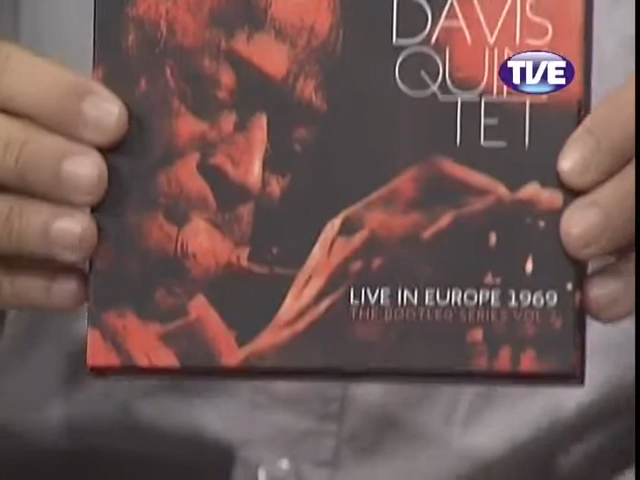 DAVIS
QUIN
TET
TVE
LIVE IN EUROPE 1969
THE BOOTLEG SERIES VOL.